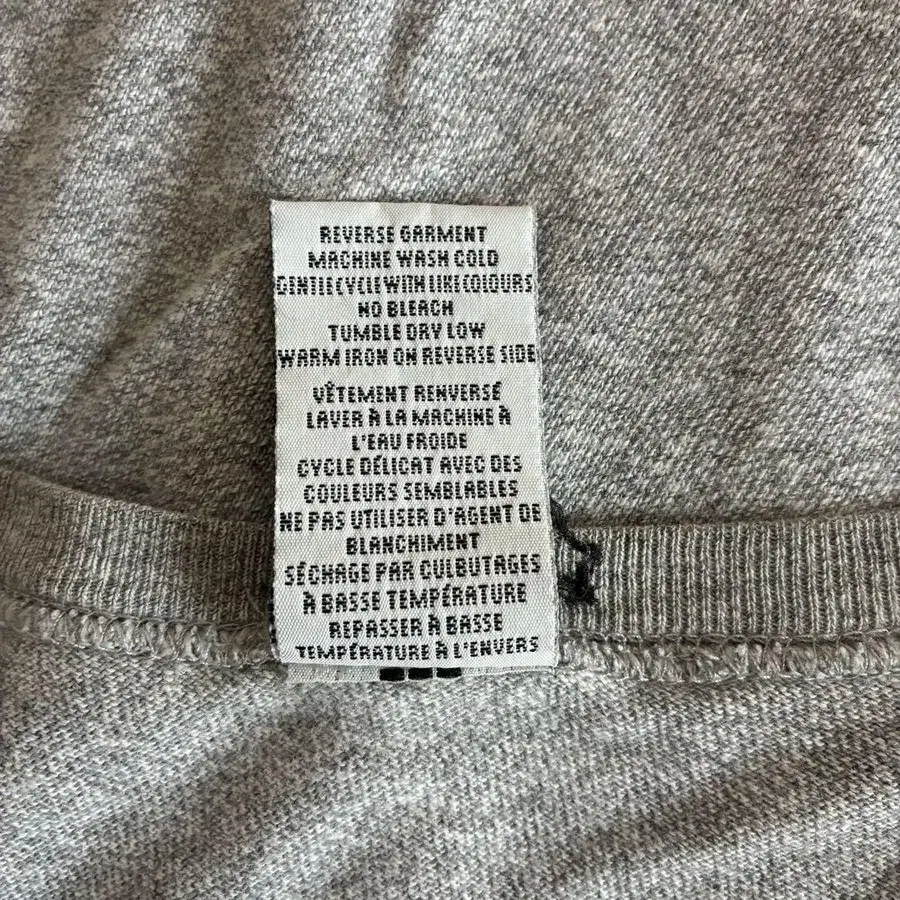 REVERSE GARMENT
MACHINE WASH COLD
GENTLE CYCLE WITH LIKE COLOURS
NO BLEACH
TUMBLE DRY LOW
WARM IRON ON REVERSE SIDE
VÊTEMENT RENVERSÉ
LAVER À LA MACHINE À
L'EAU FROIDE
CYCLE DÉLICAT AVEC DES
COULEURS SEMBLABLES
NE PAS UTILISER D'AGENT DE
BLANCHIMENT
SÉCHAGE PAR CULBUTAGES
À BASSE TEMPÉRATURE
REPASSER À BASSE
TEMPÉRATURE À L'ENVERS